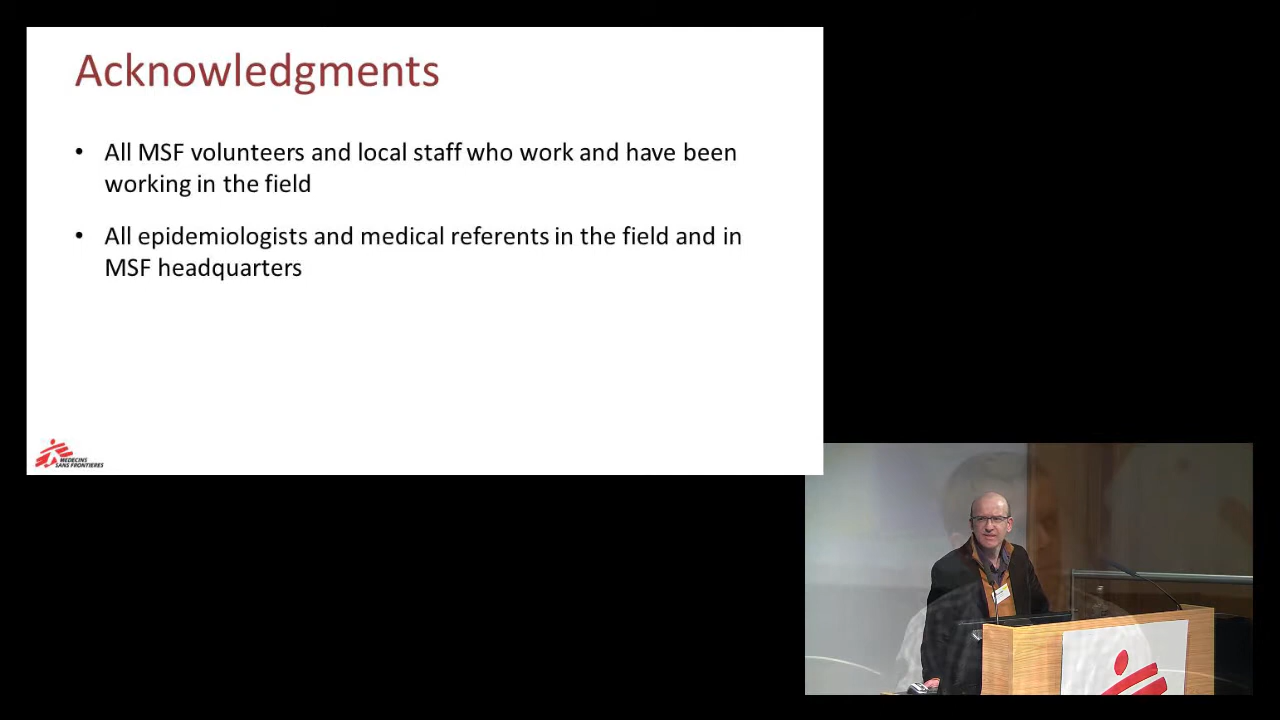 Acknowledgments
• All MSF volunteers and local staff who work and have been
working in the field
• All epidemiologists and medical referents in the field and in
MSF headquarters
MEDECINS
SANS FRONTIERES